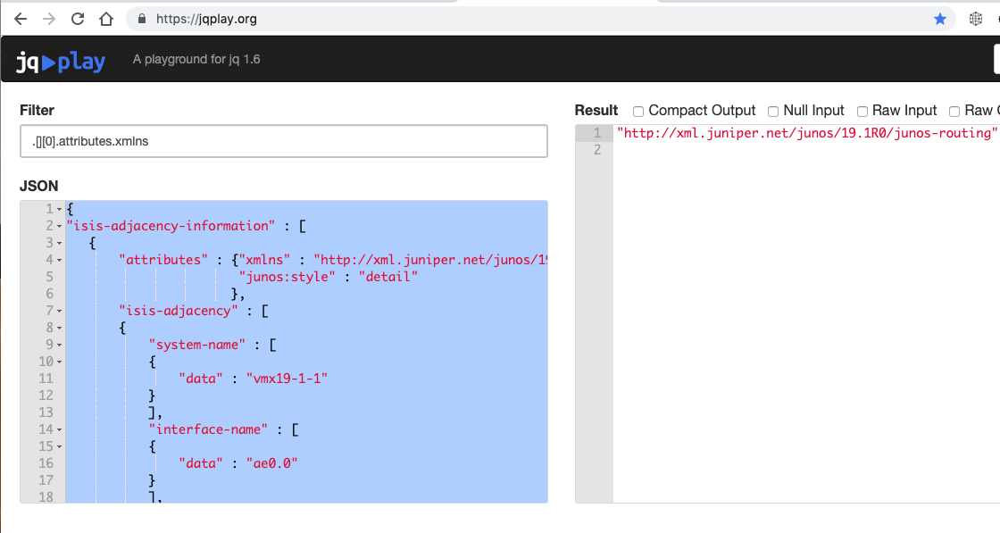 https://jqplay.org
jq play A playground for jq 1.6
Filter
.[][0].attributes.xmlns
JSON
1 {
2 "isis-adjacency-information" : [
3 {
4 "attributes" : {"xmlns" : "http://xml.juniper.net/junos/19
5 "junos:style" : "detail"
6 },
7 "isis-adjacency" : [
8 {
9 "system-name" : [
10 {
11 "data" : "vmx19-1-1"
12 }
13 ],
14 "interface-name" : [
15 {
16 "data" : "ae0.0"
17 }
18 ],
Result Compact Output Null Input Raw Input Raw
1 "http://xml.juniper.net/junos/19.1R0/junos-routing"
2